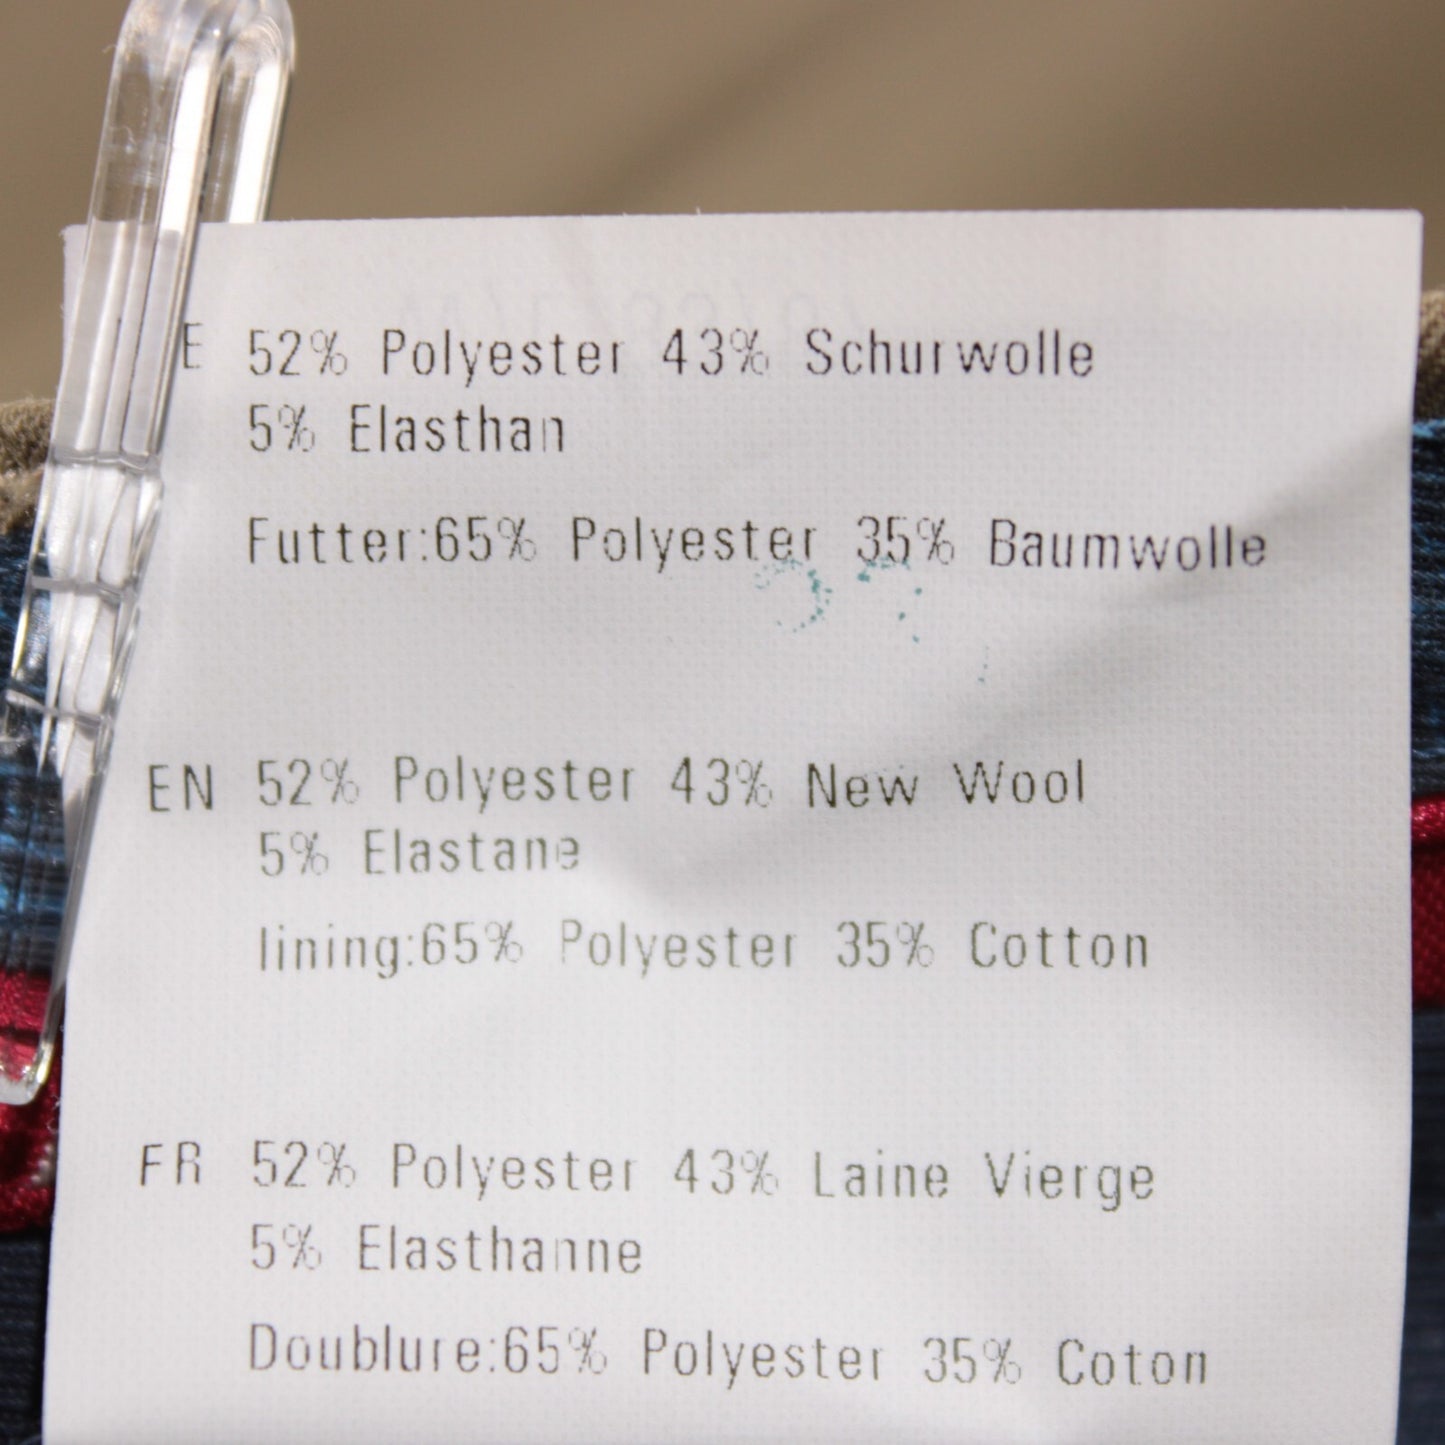 E 52% Polyester 43% Schurwolle
5% Elasthan
Futter:65% Polyester 35% Baumwolle
EN 52% Polyester 43% New Wool
5% Elastane
lining:65% Polyester 35% Cotton
FR 52% Polyester 43% Laine Vierge
5% Elasthanne
Doublure:65% Polyester 35% Coton